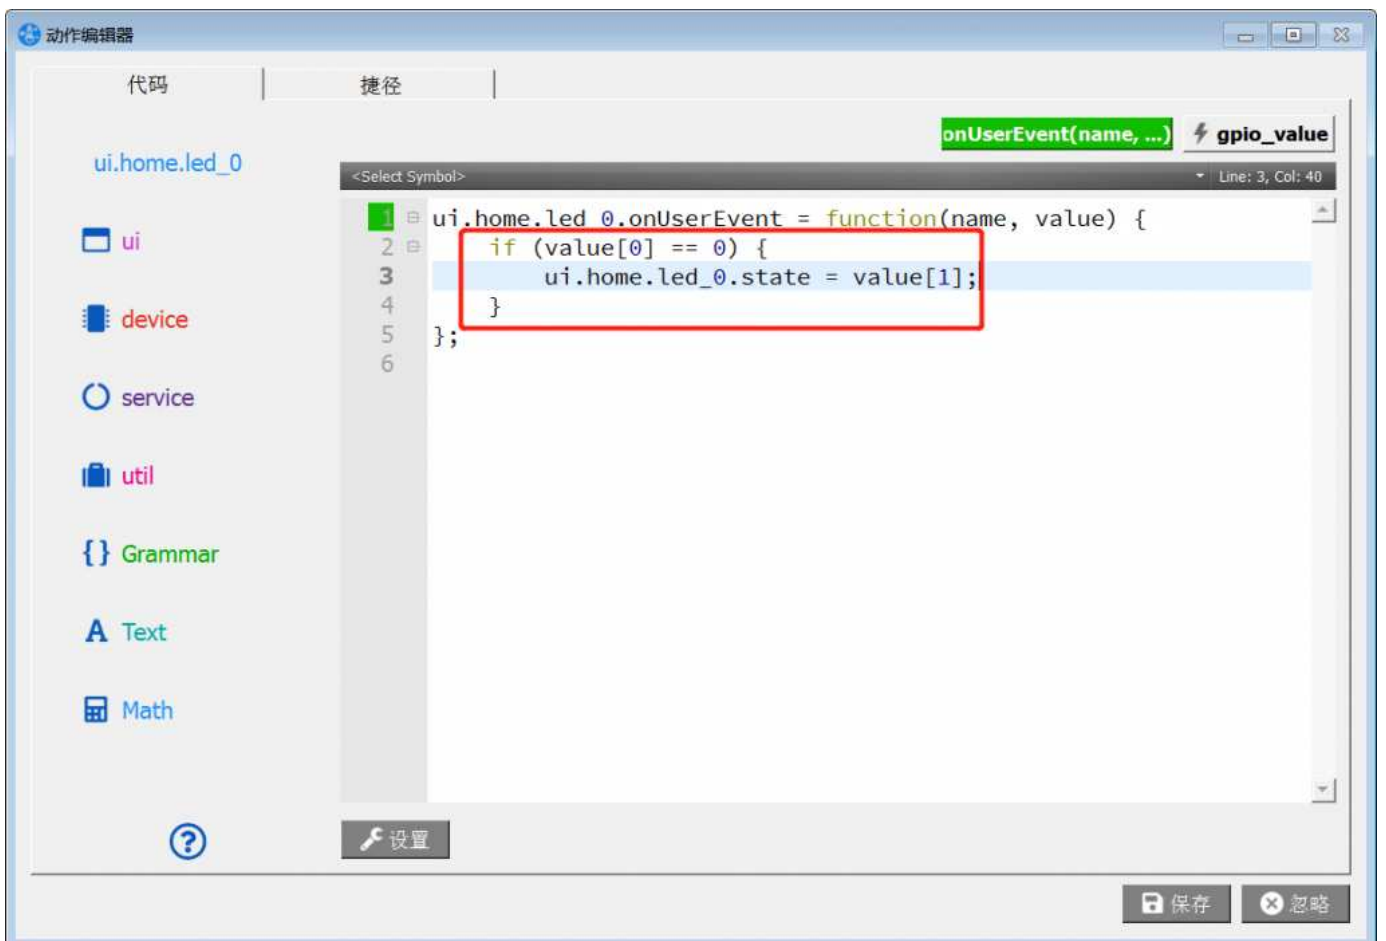 动作编辑器
代码
捷径
onUserEvent(name, ...)
gpio_value
ui.home.led_0
<Select Symbol>
Line: 3, Col: 40
1 ui.home.led_0.onUserEvent = function(name, value) {
2 if (value[0] == 0) {
3 ui.home.led_0.state = value[1];
4 }
5 };
6
ui
device
service
util
{} Grammar
A Text
Math
?
设置
保存
忽略